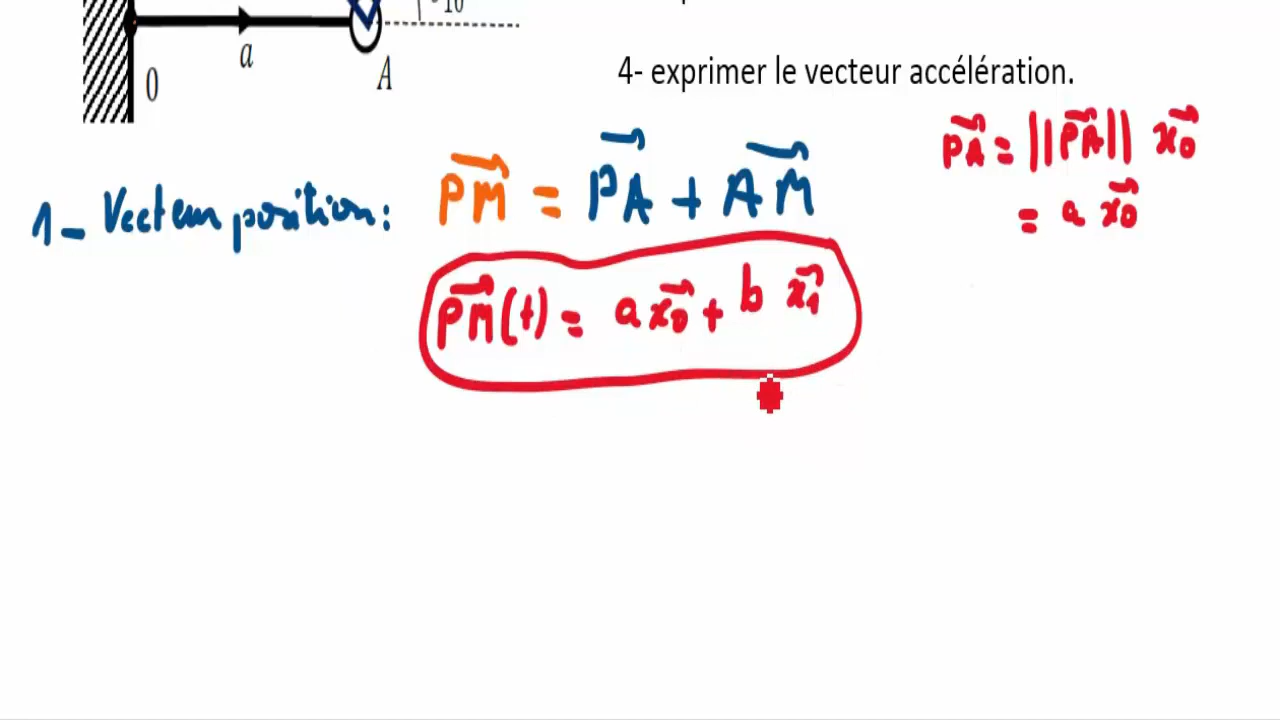 10
a
0
A
4- exprimer le vecteur accélération.
PA = ||PA|| x0
= a x0
1- Vecteur position: PM = PA + AM
PM(t) = a x0 + b x1